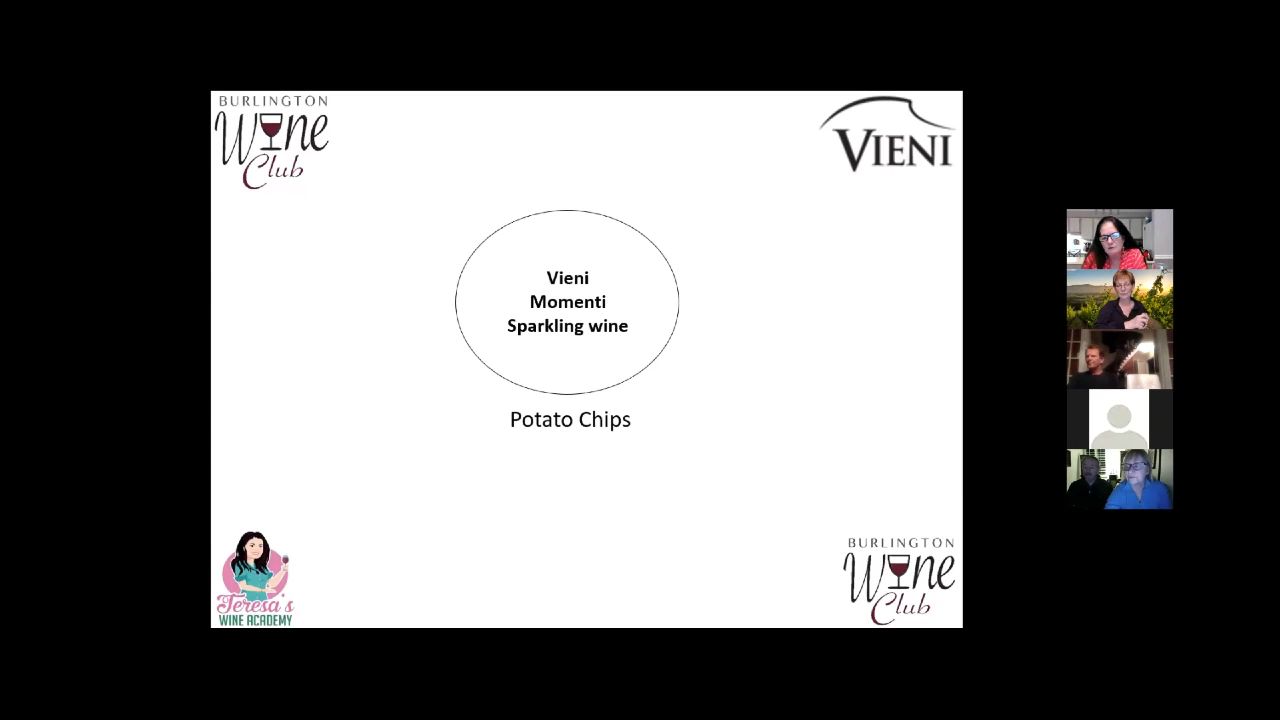 BURLINGTON
Wine
Club
VIENI
Vieni
Momenti
Sparkling wine
Potato Chips
Teresa's
WINE ACADEMY
BURLINGTON
Wine
Club